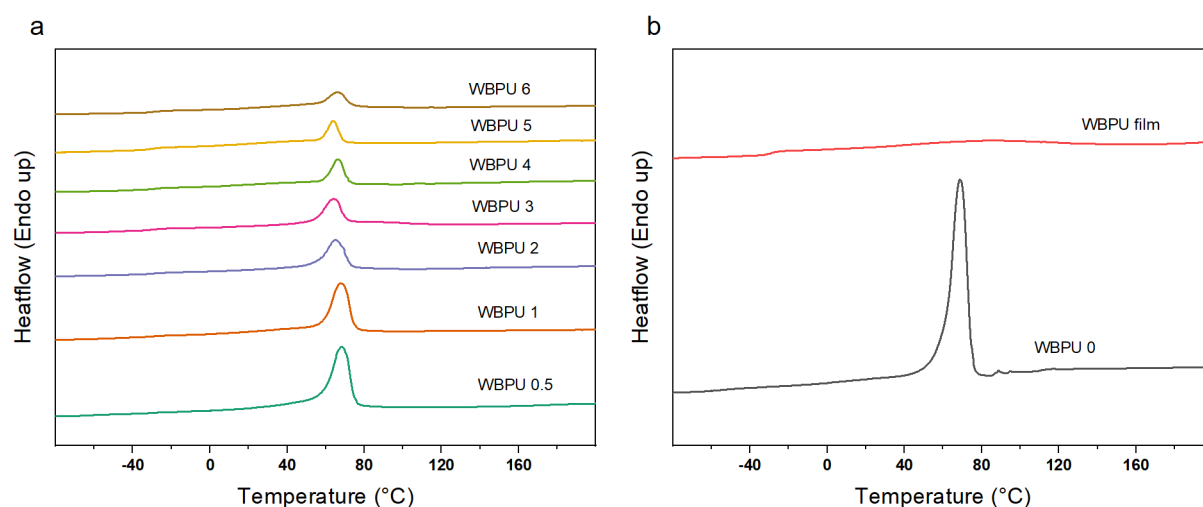 a
WBPU 6
WBPU 5
WBPU 4
WBPU 3
WBPU 2
WBPU 1
WBPU 0.5
Heatflow (Endo up)
-40 0 40 80 120 160
Temperature (°C)
b
WBPU film
WBPU 0
Heatflow (Endo up)
-40 0 40 80 120 160
Temperature (°C)